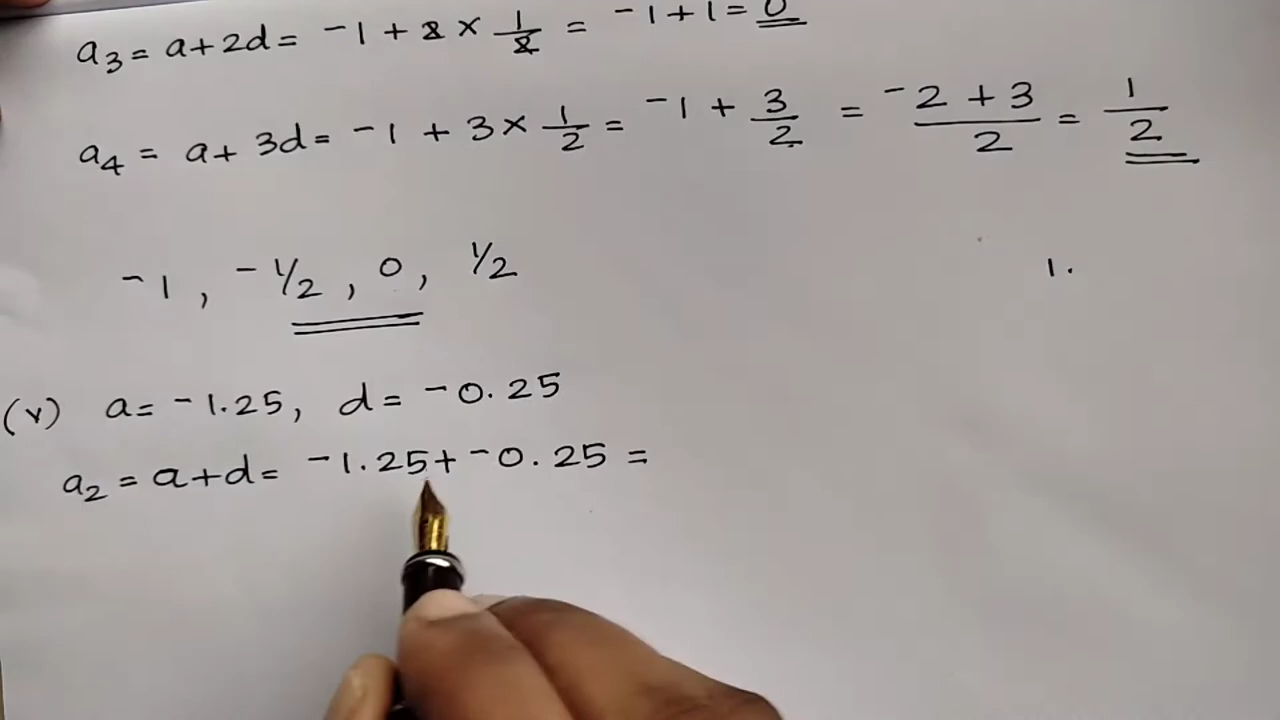 a₃ = a + 2d = -1 + 2 × 1/2 = -1 + 1 = 0
a₄ = a + 3d = -1 + 3 × 1/2 = -1 + 3/2 = -2 + 3/2 = 1/2
-1, -1/2, 0, 1/2
1.
(v) a = -1.25, d = -0.25
a₂ = a + d = -1.25 + -0.25 =